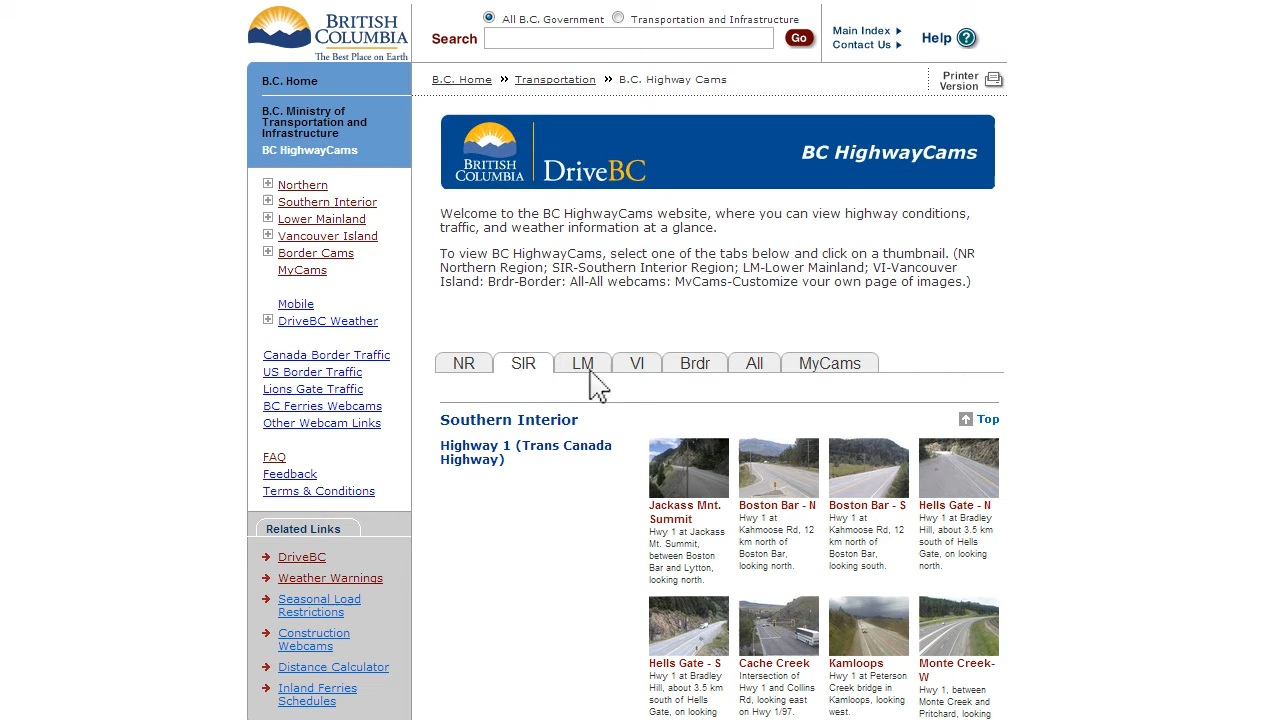 BRITISH
COLUMBIA
The Best Place on Earth
All B.C. Government
Transportation and Infrastructure
Search
Go
Main Index
Contact Us
Help ?
B.C. Home
B.C. Ministry of
Transportation and
Infrastructure
BC HighwayCams
B.C. Home » Transportation » B.C. Highway Cams
Printer
Version
BRITISH
COLUMBIA
DriveBC
BC HighwayCams
Northern
Southern Interior
Lower Mainland
Vancouver Island
Border Cams
MyCams
Mobile
DriveBC Weather
Canada Border Traffic
US Border Traffic
Lions Gate Traffic
BC Ferries Webcams
Other Webcam Links
FAQ
Feedback
Terms & Conditions
Related Links
DriveBC
Weather Warnings
Seasonal Load
Restrictions
Construction
Webcams
Distance Calculator
Inland Ferries
Schedules
Welcome to the BC HighwayCams website, where you can view highway conditions,
traffic, and weather information at a glance.
To view BC HighwayCams, select one of the tabs below and click on a thumbnail. (NR
Northern Region; SIR-Southern Interior Region; LM-Lower Mainland; VI-Vancouver
Island: Brdr-Border: All-All webcams: MyCams-Customize your own page of images.)
NR SIR LM VI Brdr All MyCams
Southern Interior
Top
Highway 1 (Trans Canada
Highway)
Jackass Mnt.
Summit
Hwy 1 at Jackass
Mt. Summit,
between Boston
Bar and Lytton,
looking north.
Boston Bar - N
Hwy 1 at
Kahmoose Rd, 12
km north of
Boston Bar,
looking north.
Boston Bar - S
Hwy 1 at
Kahmoose Rd, 12
km north of
Boston Bar,
looking south.
Hells Gate - N
Hwy 1 at Bradley
Hill, about 3.5 km
south of Hells
Gate, on looking
north.
Hells Gate - S
Hwy 1 at Bradley
Hill, about 3.5 km
south of Hells
Gate, on looking
Cache Creek
Intersection of
Hwy 1 and Collins
Rd, looking east
on Hwy 1/97.
Kamloops
Hwy 1 at Peterson
Creek bridge in
Kamloops, looking
west.
Monte Creek-
W
Hwy 1, between
Monte Creek and
Pritchard, looking